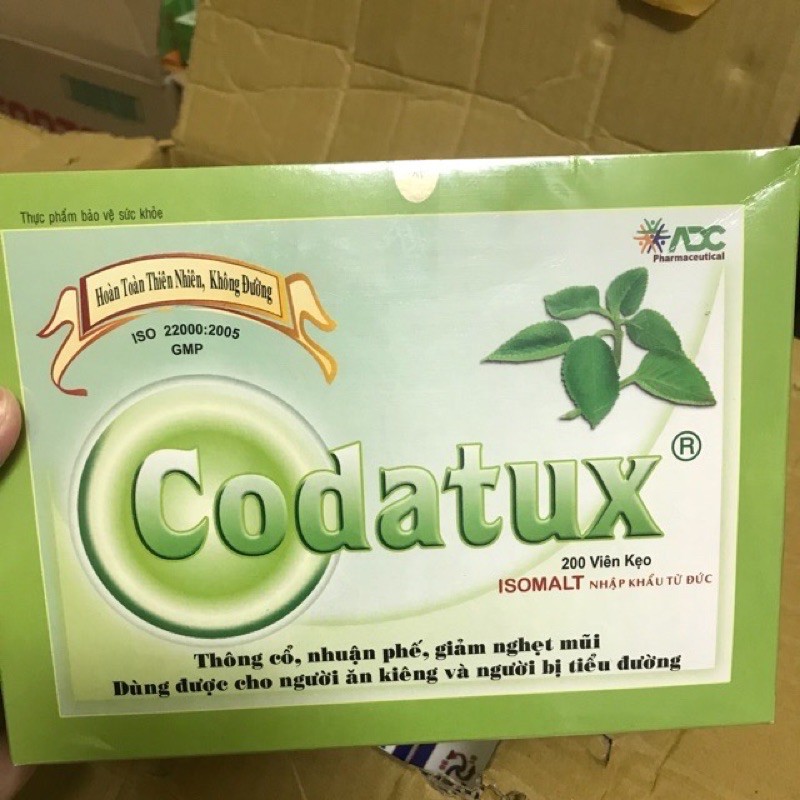 Thực phẩm bảo vệ sức khỏe
ADC
Pharmaceutical
Hoàn Toàn Thiên Nhiên, Không Đường
ISO 22000:2005
GMP
Codatux®
200 Viên Kẹo
ISOMALT NHẬP KHẨU TỪ ĐỨC
Thông cổ, nhuận phế, giảm nghẹt mũi
Dùng được cho người ăn kiêng và người bị tiểu đường